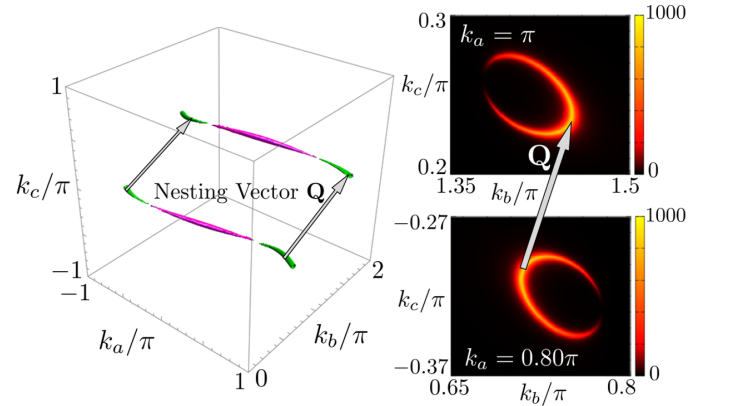 1
k_c/π
−1
−1
k_a/π
1
0
k_b/π
2
Nesting Vector Q
0.3
k_c/π
0.2
1.35
k_b/π
1.5
k_a = π
1000
0
Q
−0.27
k_c/π
−0.37
0.65
k_b/π
0.8
k_a = 0.80π
1000
0